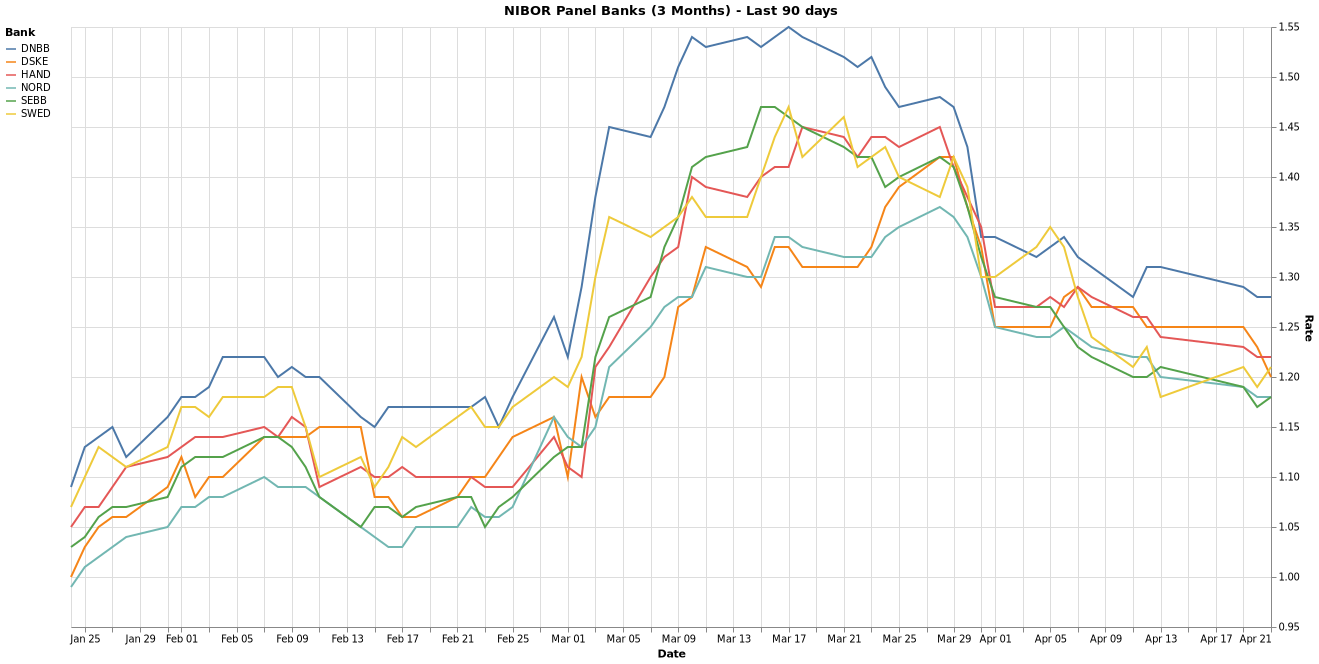 NIBOR Panel Banks (3 Months) - Last 90 days
Bank
DNBB
DSKE
HAND
NORD
SEBB
SWED
1.55
1.50
1.45
1.40
1.35
1.30
1.25
1.20
1.15
1.10
1.05
1.00
0.95
Rate
Jan 25 Jan 29 Feb 01 Feb 05 Feb 09 Feb 13 Feb 17 Feb 21 Feb 25 Mar 01 Mar 05 Mar 09 Mar 13 Mar 17 Mar 21 Mar 25 Mar 29 Apr 01 Apr 05 Apr 09 Apr 13 Apr 17 Apr 21
Date